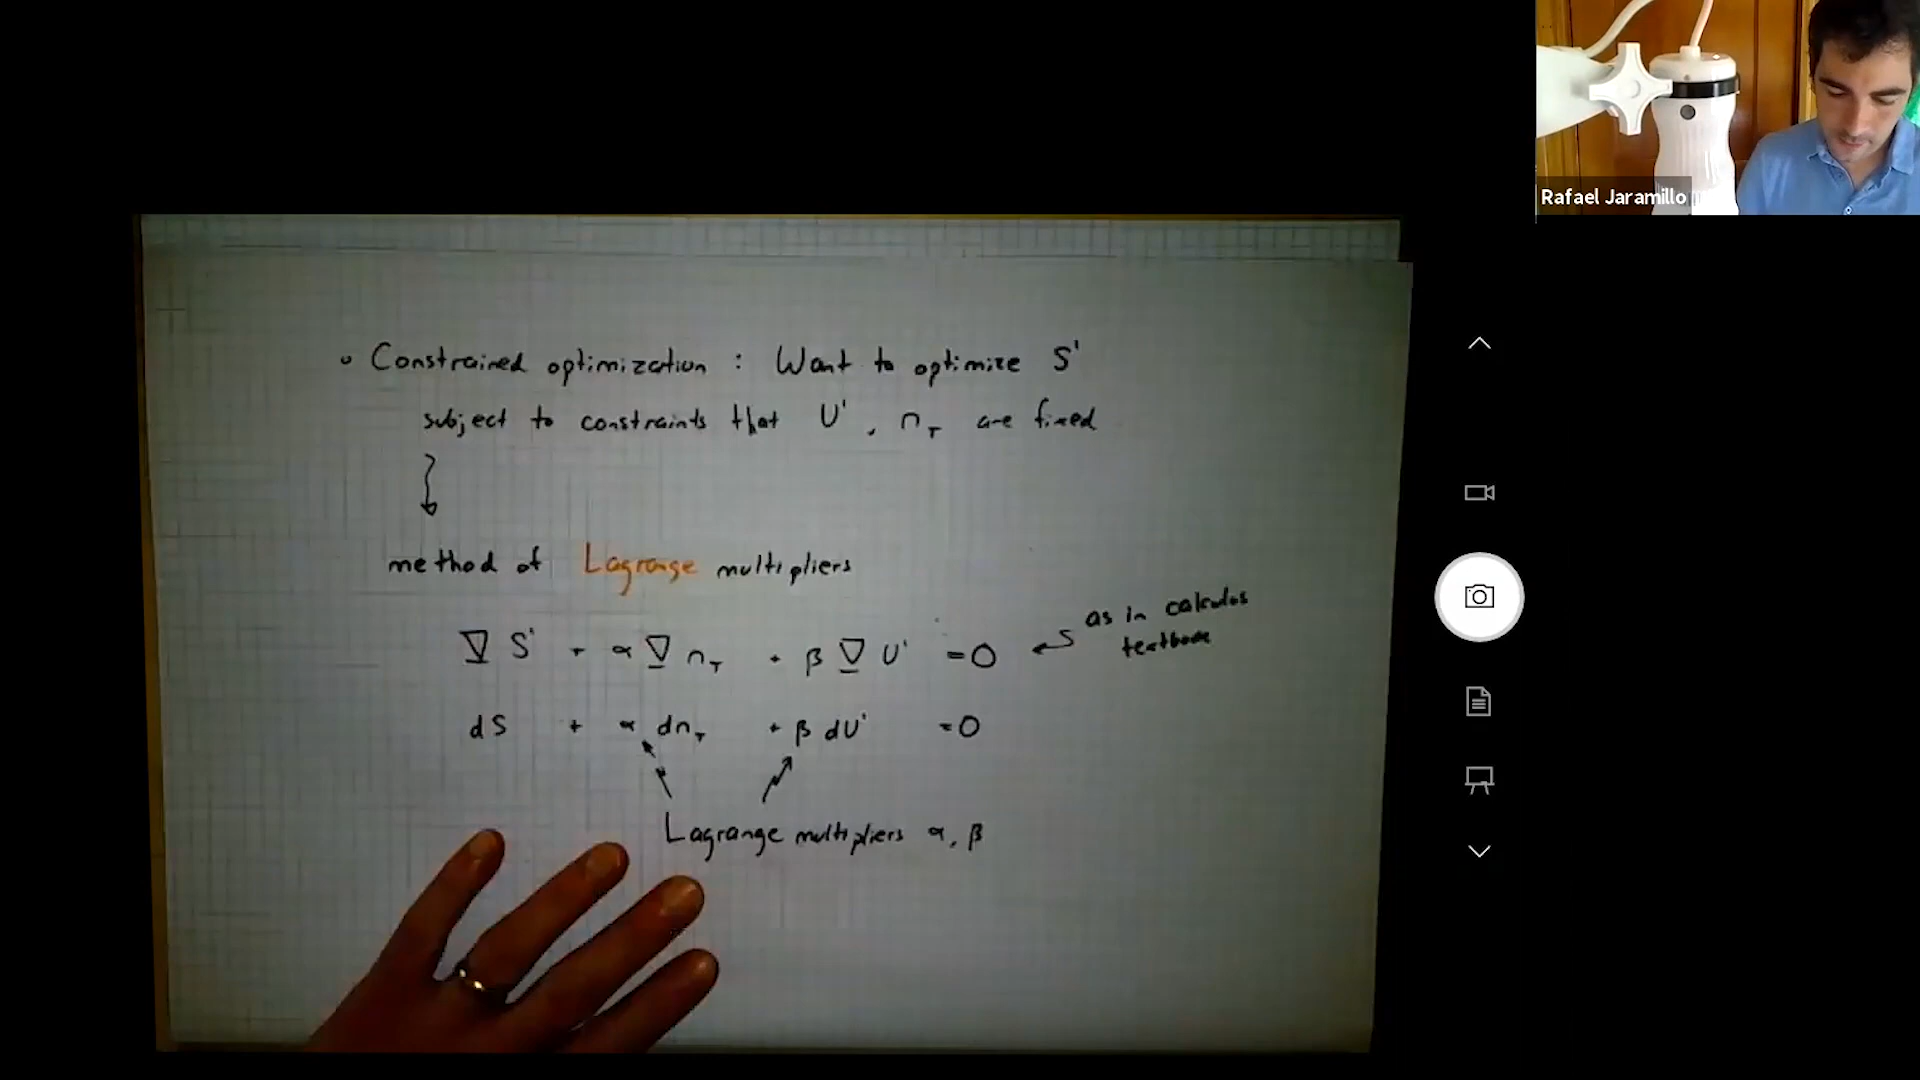 Rafael Jaramillo
Constrained optimization : Want to optimize S'
subject to constraints that U' , n_T are fixed
method of Lagrange multipliers
∇ S' + α ∇ n_T + β ∇ U' = 0
as in calculus
textbook
dS + α dn_T + β dU' = 0
Lagrange multipliers α, β